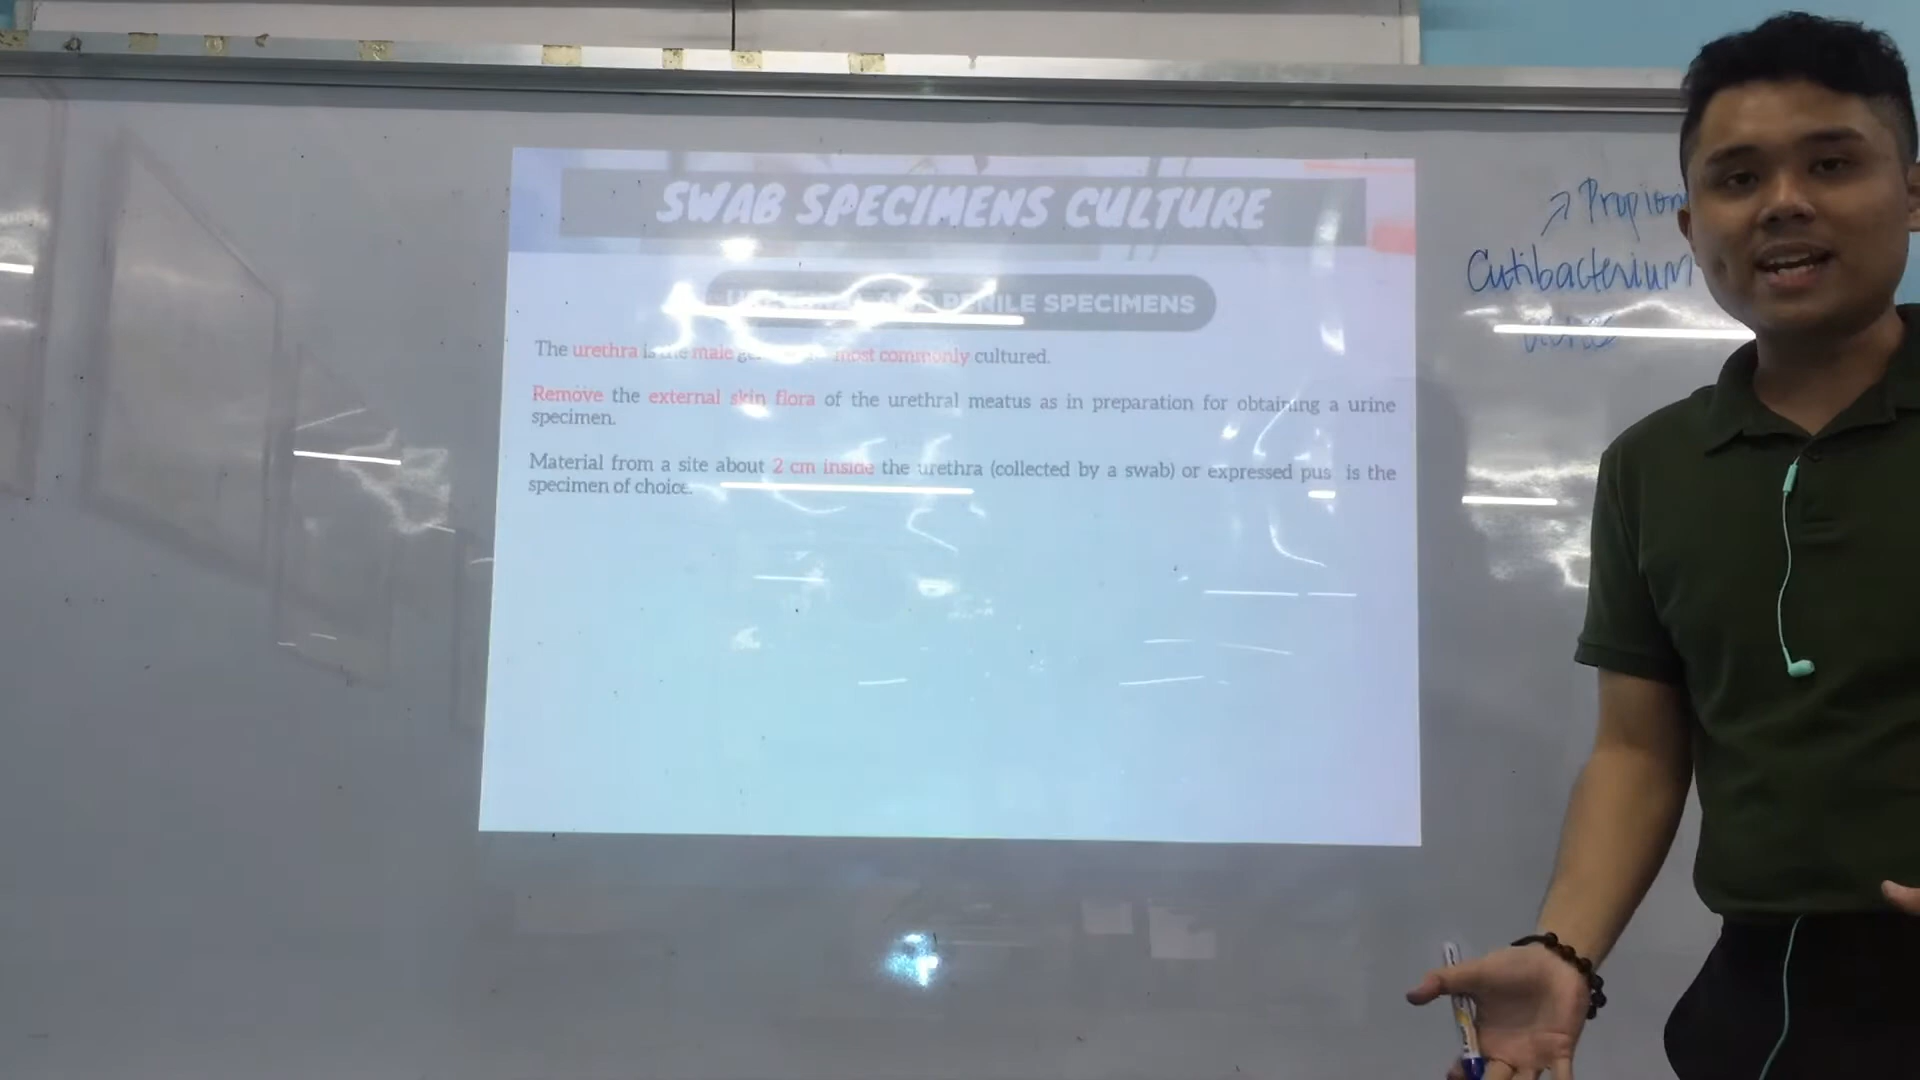 SWAB SPECIMENS CULTURE
PENILE SPECIMENS
The urethra is the male most commonly cultured.
Remove the external skin flora of the urethral meatus as in preparation for obtaining a urine
specimen.
Material from a site about 2 cm inside the urethra (collected by a swab) or expressed pus is the
specimen of choice.
Propioni
Cutibacterium